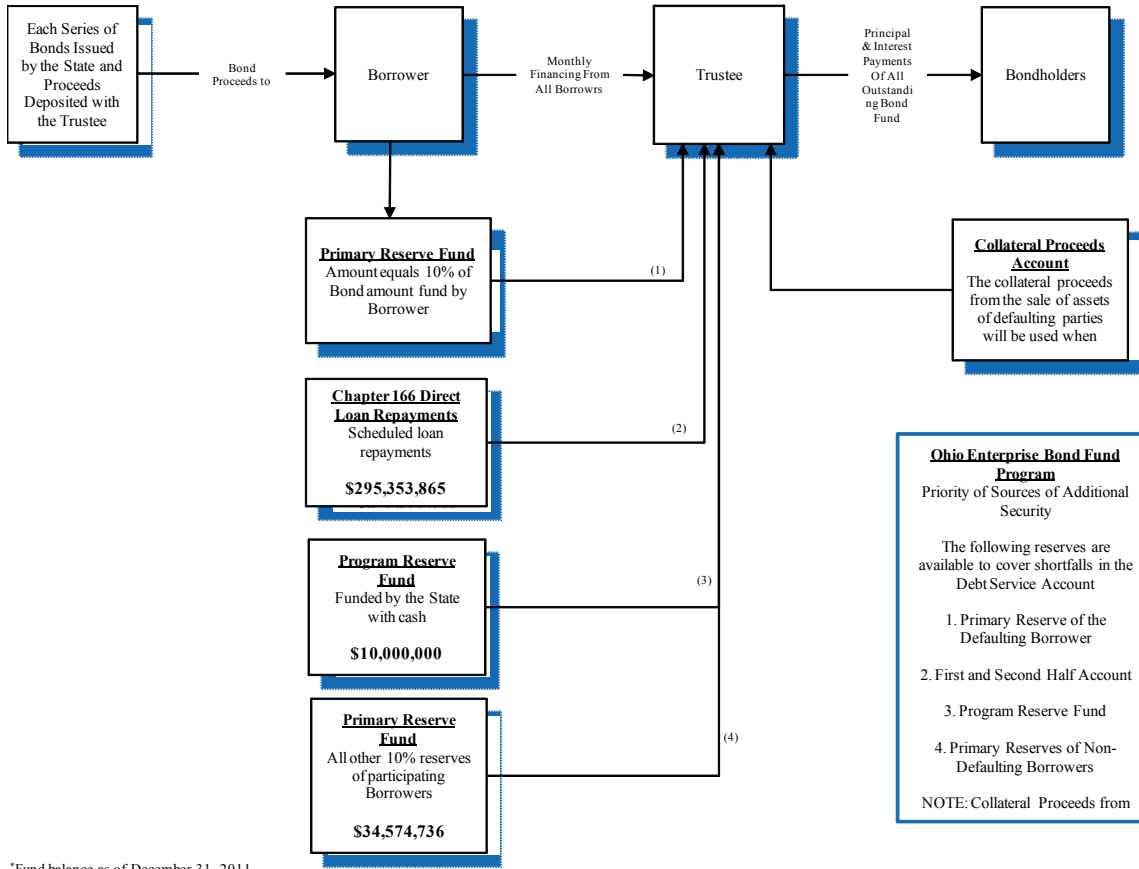 Each Series of
Bonds Issued
by the State and
Proceeds
Deposited with
the Trustee
Bond
Proceeds to
Borrower
Monthly
Financing From
All Borrowrs
Trustee
Principal
& Interest
Payments
Of All
Outstandi
ng Bond
Fund
Bondholders
Primary Reserve Fund
Amount equals 10% of
Bond amount fund by
Borrower
(1)
Collateral Proceeds
Account
The collateral proceeds
from the sale of assets
of defaulting parties
will be used when
Chapter 166 Direct
Loan Repayments
Scheduled loan
repayments
$295,353,865
(2)
Program Reserve
Fund
Funded by the State
with cash
$10,000,000
(3)
Primary Reserve
Fund
All other 10% reserves
of participating
Borrowers
$34,574,736
(4)
Ohio Enterprise Bond Fund
Program
Priority of Sources of Additional
Security
The following reserves are
available to cover shortfalls in the
Debt Service Account
1. Primary Reserve of the
Defaulting Borrower
2. First and Second Half Account
3. Program Reserve Fund
4. Primary Reserves of Non-
Defaulting Borrowers
NOTE: Collateral Proceeds from
*Fund balance as of December 31, 2011